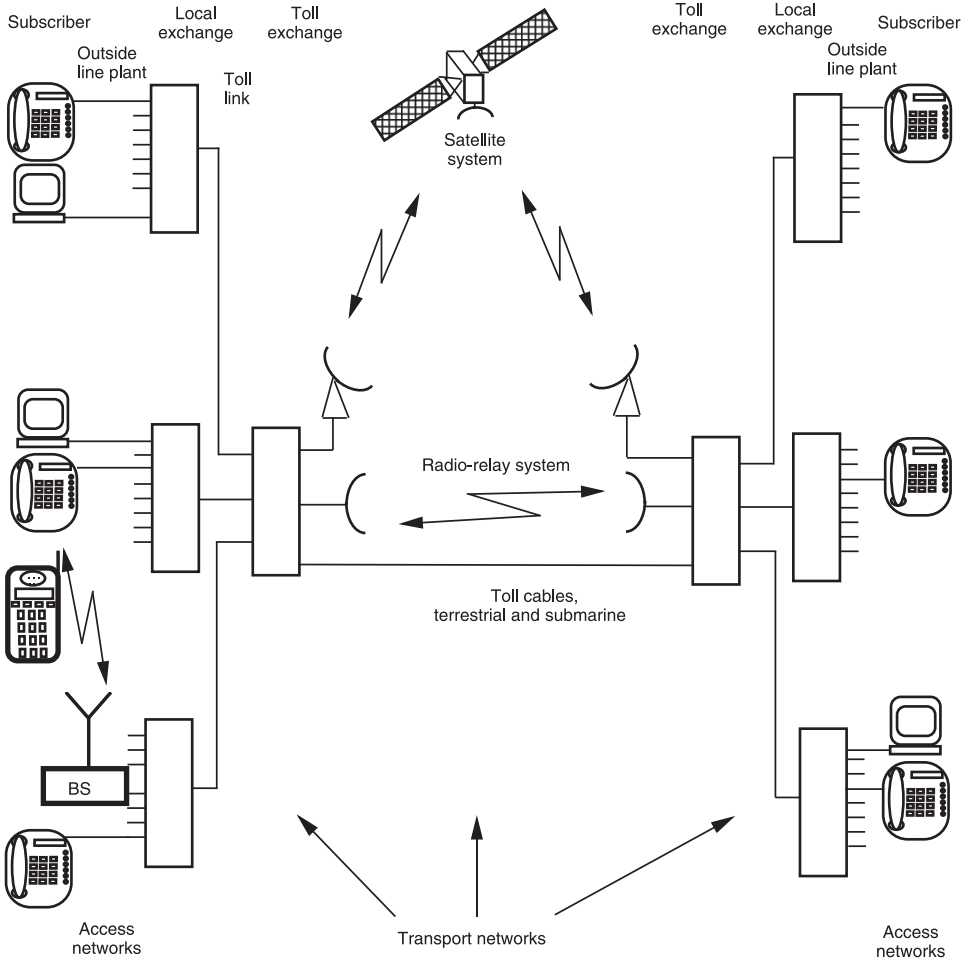 Subscriber
Local
exchange
Toll
exchange
Toll
exchange
Local
exchange
Subscriber
Outside
line plant
Toll
link
Outside
line plant
Satellite
system
Radio-relay system
Toll cables,
terrestrial and submarine
BS
Access
networks
Transport networks
Access
networks